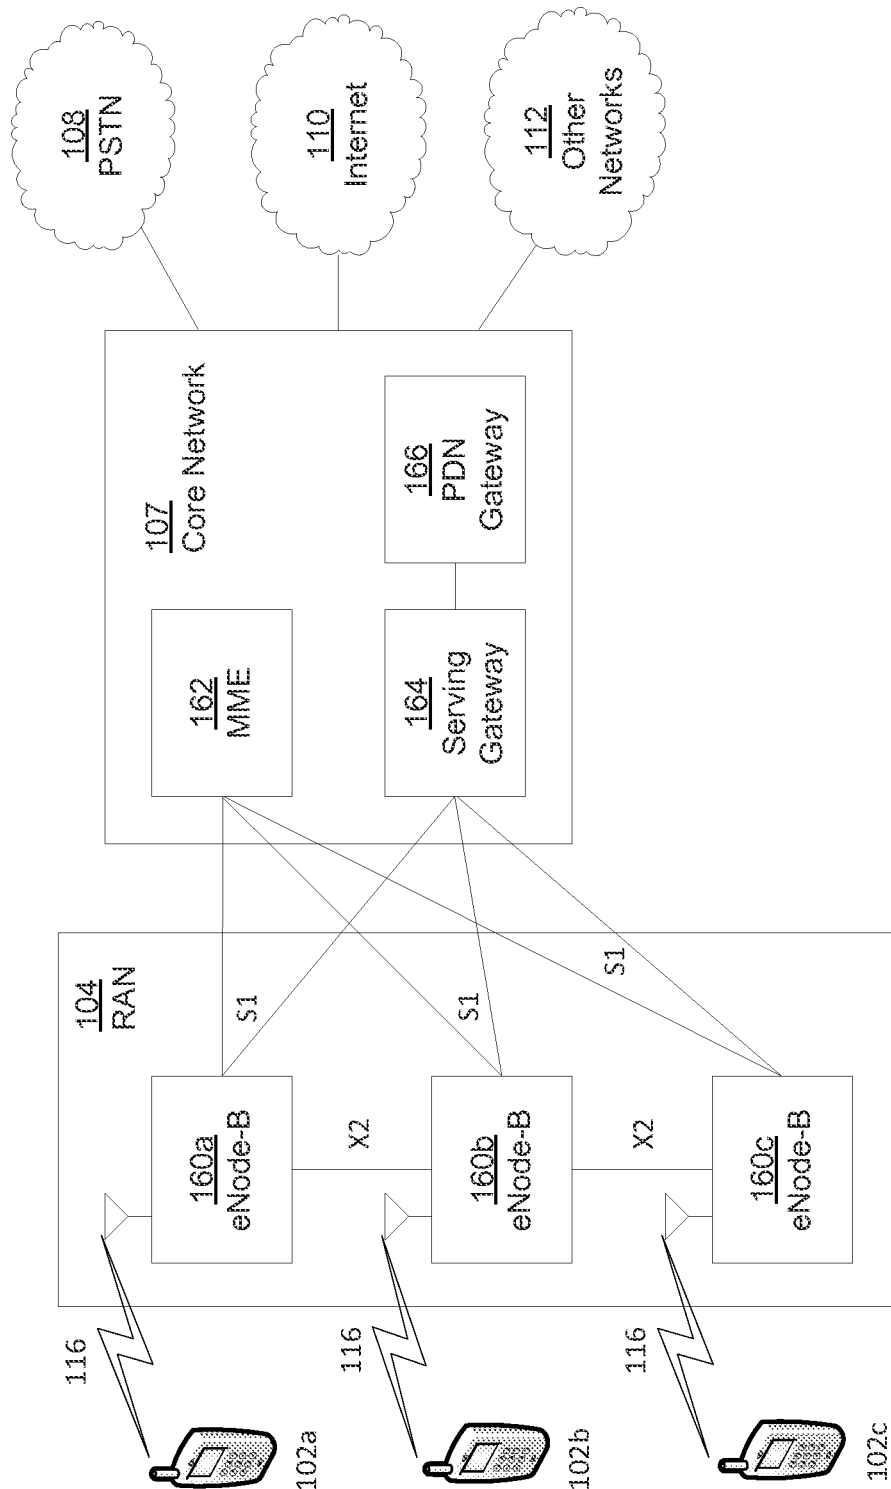 108
PSTN
110
Internet
112
Other
Networks
107
Core Network
162
MME
164
Serving
Gateway
166
PDN
Gateway
104
RAN
S1
S1
S1
160a
eNode-B
X2
160b
eNode-B
X2
160c
eNode-B
116
116
116
102a
102b
102c